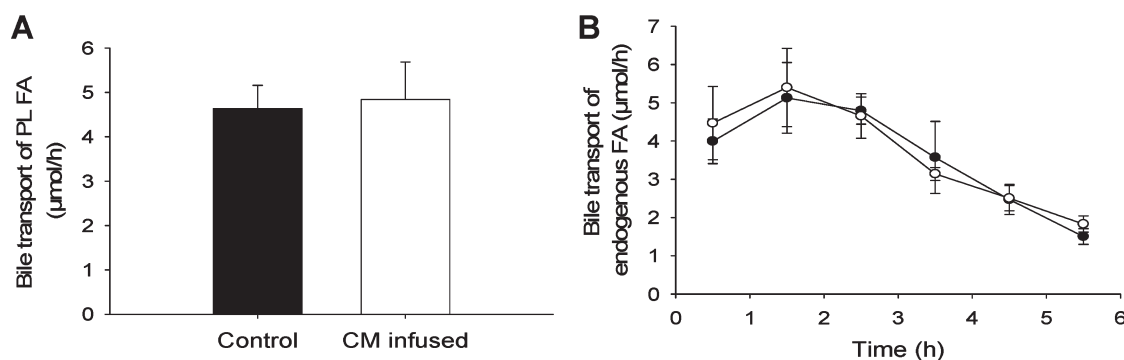 A
Bile transport of PL FA
(µmol/h)
6
5
4
3
2
1
0
Control
CM infused
B
Bile transport of
endogenous FA (µmol/h)
7
6
5
4
3
2
1
0
0
1
2
3
4
5
6
Time (h)